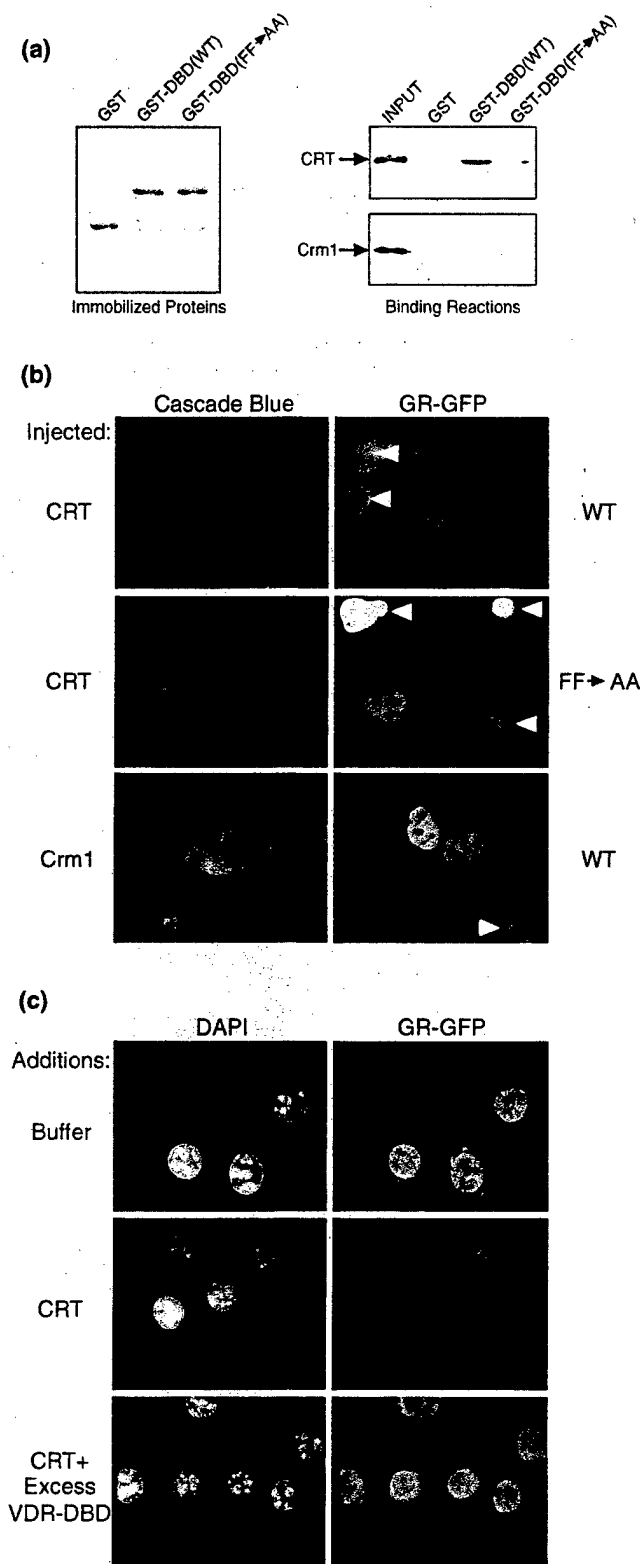 (a)
GST
GST-DBD(WT)
GST-DBD(FF→AA)
Immobilized Proteins
INPUT
GST
GST-DBD(WT)
GST-DBD(FF→AA)
CRT
Crm1
Binding Reactions
(b)
Cascade Blue
GR-GFP
Injected:
CRT
WT
CRT
FF→AA
Crm1
WT
(c)
DAPI
GR-GFP
Additions:
Buffer
CRT
CRT+
Excess
VDR-DBD